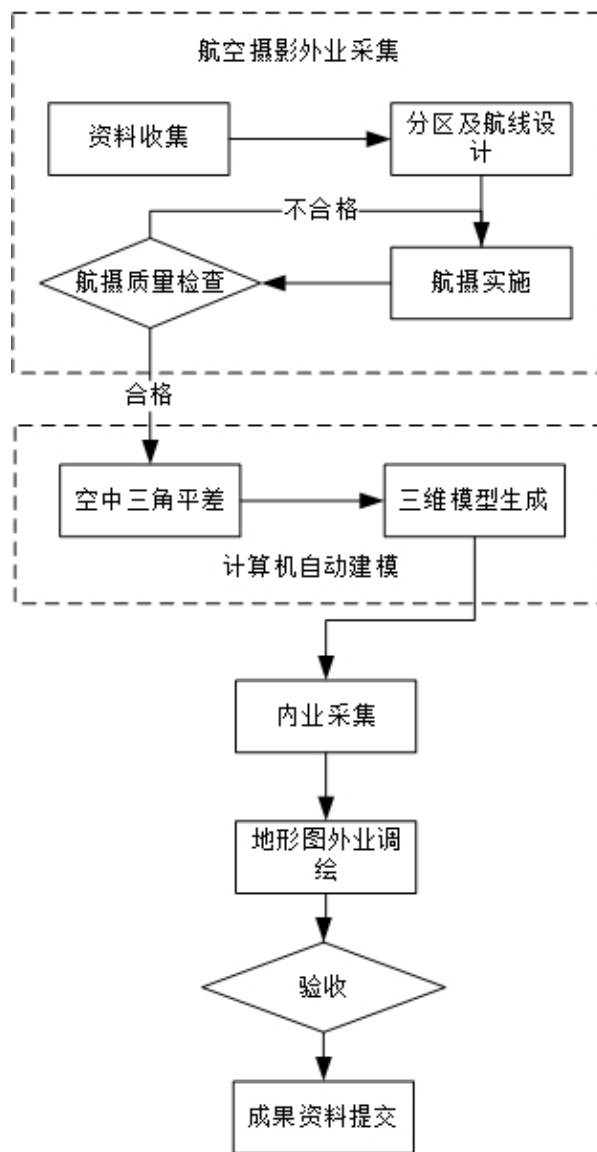 航空摄影外业采集
资料收集
分区及航线设
计
不合格
航摄质量检查
航摄实施
合格
空中三角平差
三维模型生成
计算机自动建模
内业采集
地形图外业调
绘
验收
成果资料提交